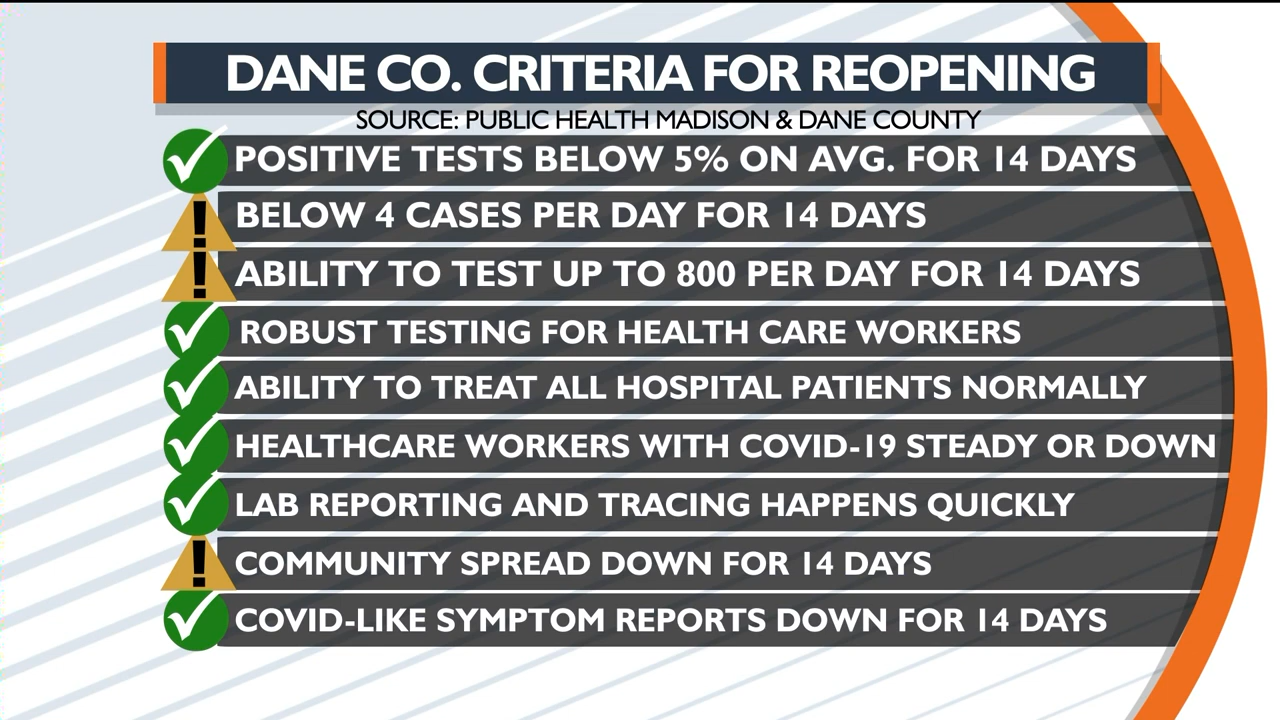 DANE CO. CRITERIA FOR REOPENING
SOURCE: PUBLIC HEALTH MADISON & DANE COUNTY
POSITIVE TESTS BELOW 5% ON AVG. FOR 14 DAYS
! BELOW 4 CASES PER DAY FOR 14 DAYS
! ABILITY TO TEST UP TO 800 PER DAY FOR 14 DAYS
ROBUST TESTING FOR HEALTH CARE WORKERS
ABILITY TO TREAT ALL HOSPITAL PATIENTS NORMALLY
HEALTHCARE WORKERS WITH COVID-19 STEADY OR DOWN
LAB REPORTING AND TRACING HAPPENS QUICKLY
! COMMUNITY SPREAD DOWN FOR 14 DAYS
COVID-LIKE SYMPTOM REPORTS DOWN FOR 14 DAYS